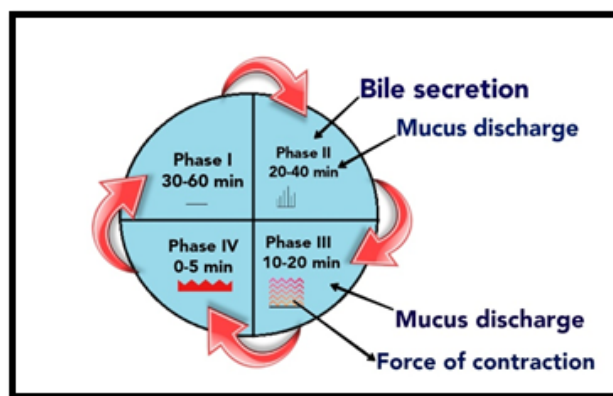 Bile secretion
Mucus discharge
Phase I
30-60 min
Phase II
20-40 min
Phase IV
0-5 min
Phase III
10-20 min
Mucus discharge
Force of contraction